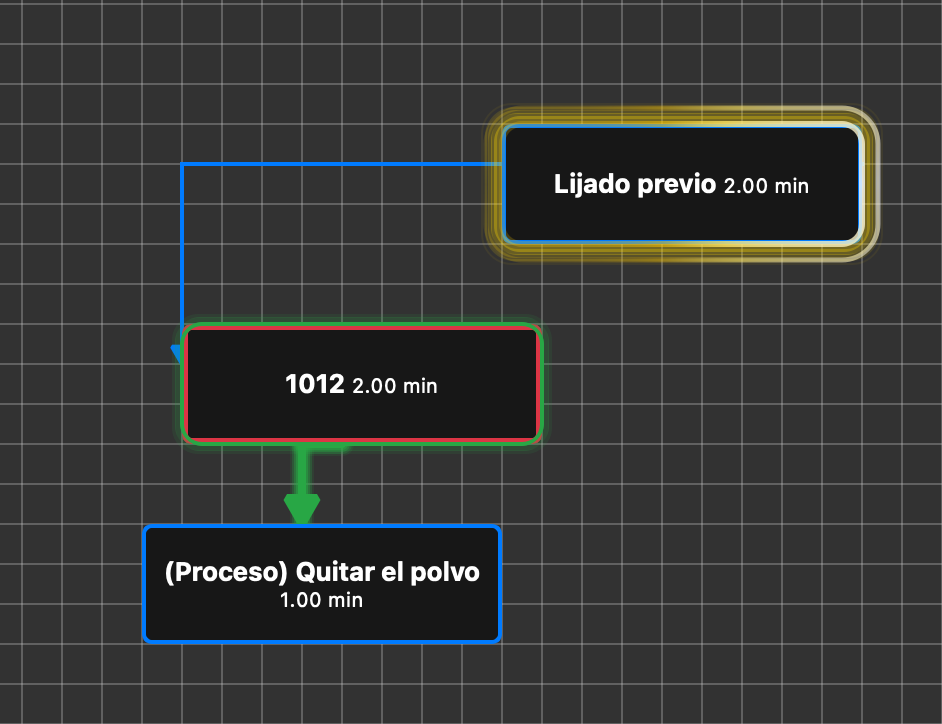 Lijado previo 2.00 min
1012 2.00 min
(Proceso) Quitar el polvo
1.00 min